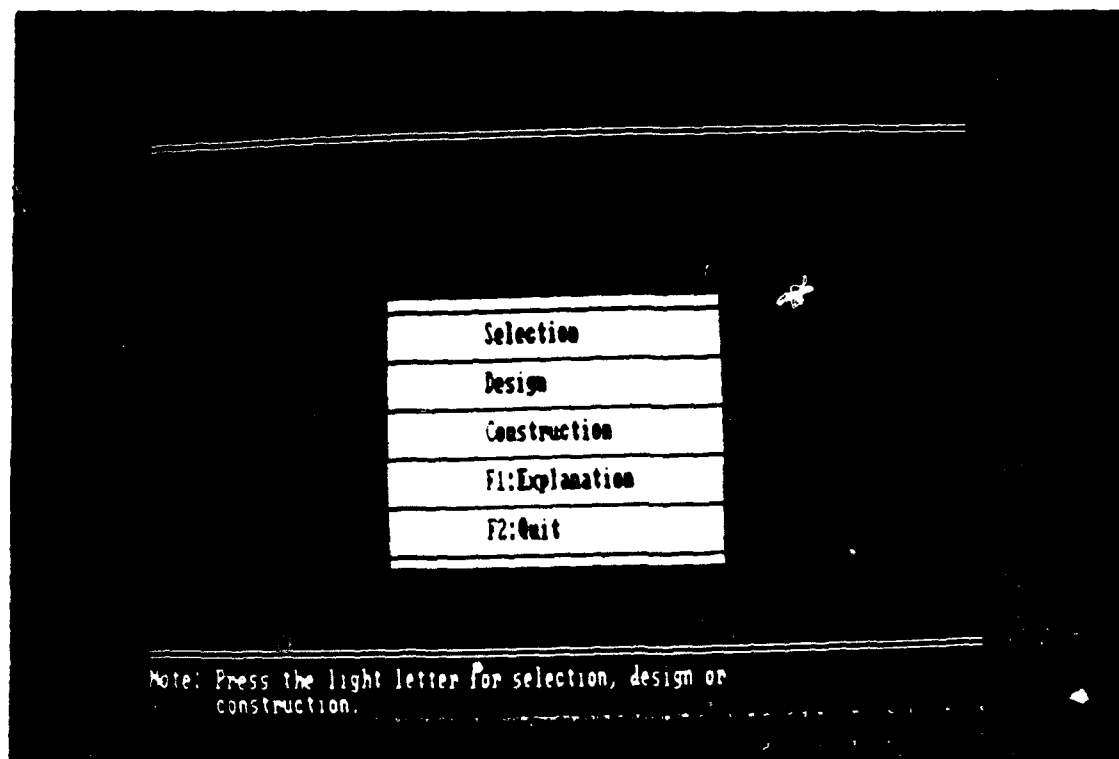 Selection
Design
Construction
F1:Explanation
F2:Quit
Note: Press the light letter for selection, design or
construction.